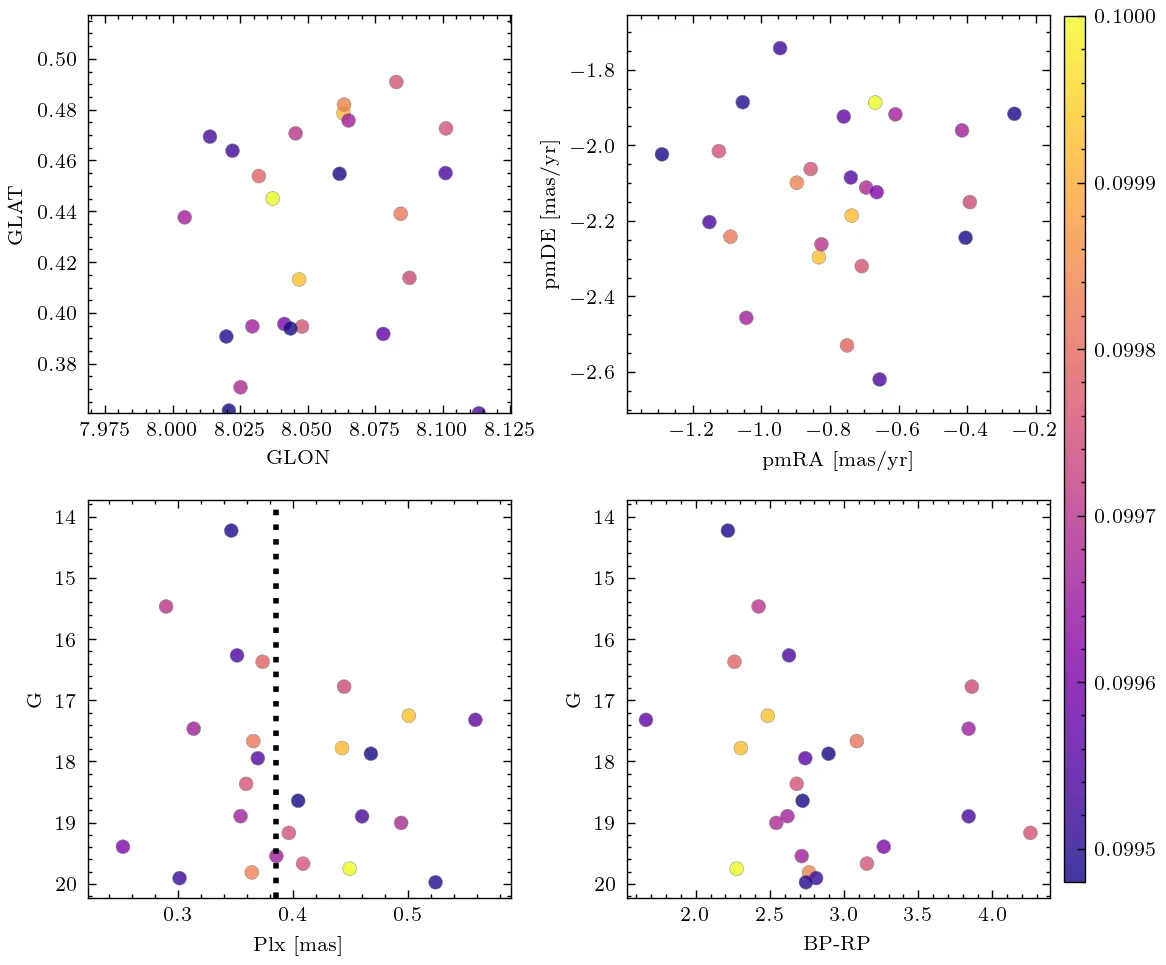 0.50
0.48
0.46
0.44
0.42
0.40
0.38
GLAT
7.975 8.000 8.025 8.050 8.075 8.100 8.125
GLON
−1.8
−2.0
−2.2
−2.4
−2.6
pmDE [mas/yr]
−1.2 −1.0 −0.8 −0.6 −0.4 −0.2
pmRA [mas/yr]
0.1000
0.0999
0.0998
0.0997
0.0996
0.0995
14
15
16
17
18
19
20
G
0.3 0.4 0.5
Plx [mas]
14
15
16
17
18
19
20
G
2.0 2.5 3.0 3.5 4.0
BP-RP